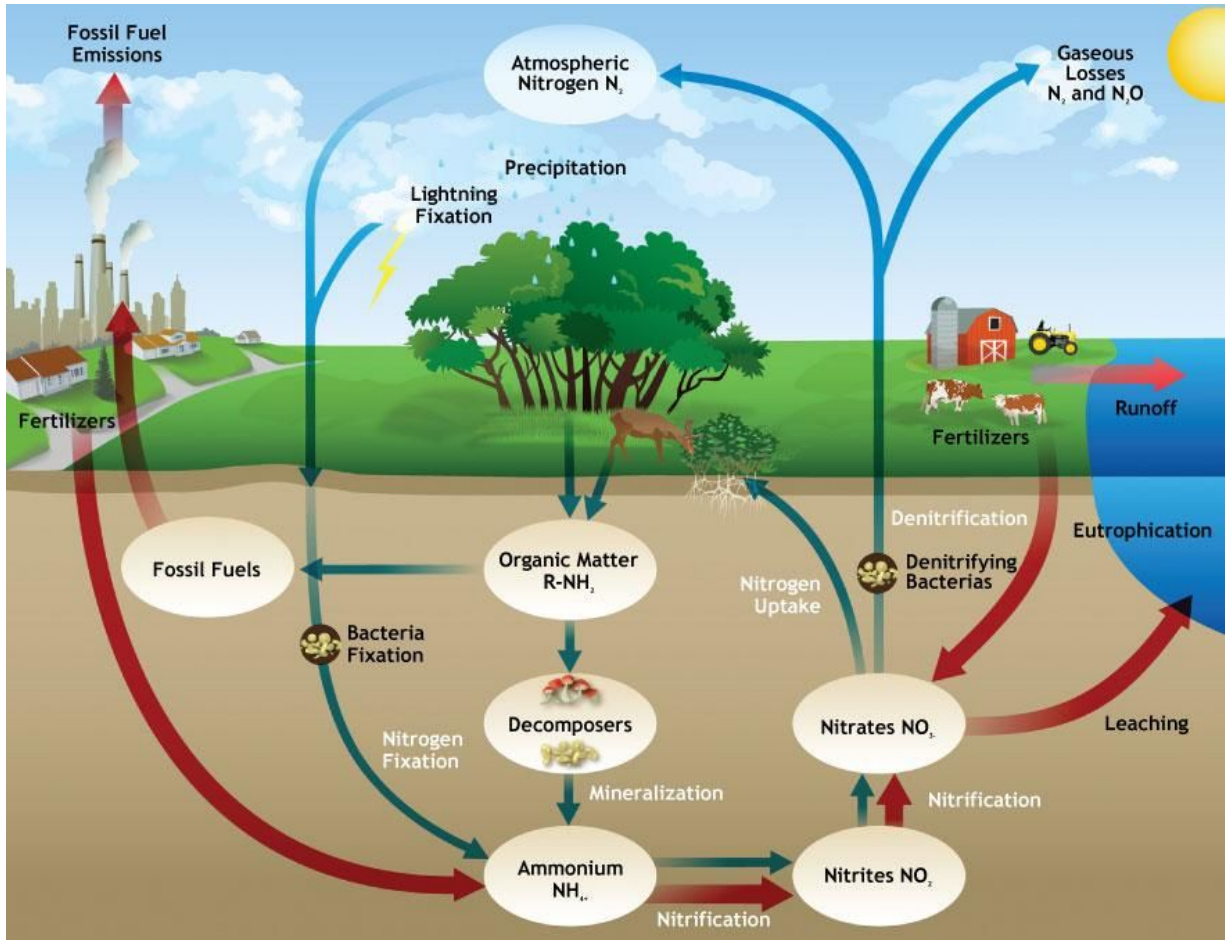 Fossil Fuel
Emissions
Atmospheric
Nitrogen N₂
Gaseous
Losses
N₂ and N₂O
Precipitation
Lightning
Fixation
Fertilizers
Fertilizers
Runoff
Fossil Fuels
Organic Matter
R-NH₂
Denitrification
Eutrophication
Denitrifying
Bacterias
Nitrogen
Uptake
Bacteria
Fixation
Decomposers
Nitrates NO₃-
Leaching
Nitrogen
Fixation
Mineralization
Nitrification
Ammonium
NH₄+
Nitrites NO₂
Nitrification